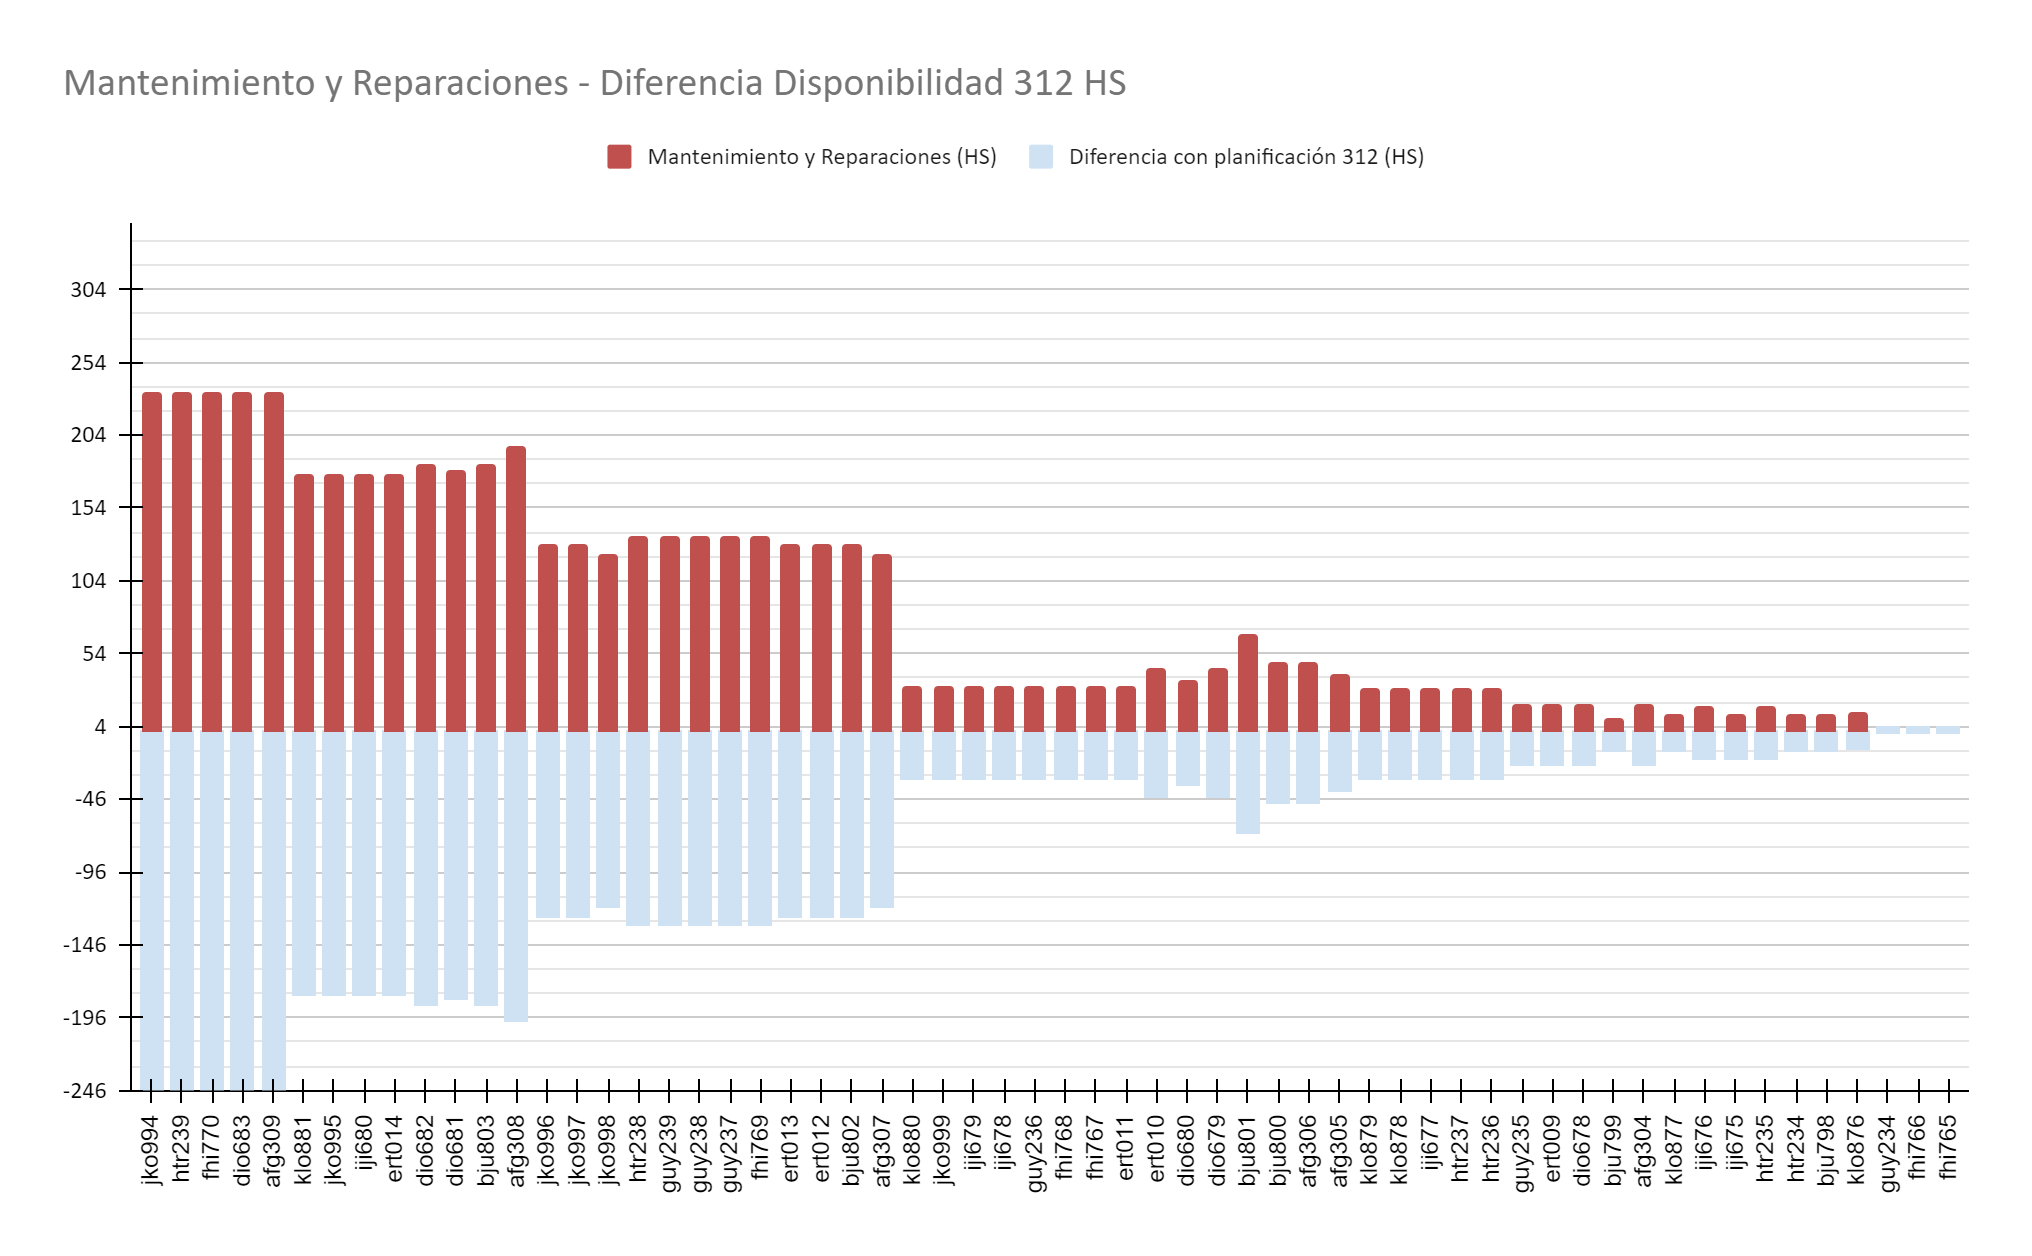 Mantenimiento y Reparaciones - Diferencia Disponibilidad 312 HS
Mantenimiento y Reparaciones (HS)
Diferencia con planificación 312 (HS)
304
254
204
154
104
54
4
-46
-96
-146
-196
-246
jko994
htr239
fhi770
dio683
afg309
klo881
jko995
iji680
ert014
dio682
dio681
bju803
afg308
jko996
jko997
jko998
htr238
guy239
guy238
guy237
fhi769
ert013
ert012
bju802
afg307
klo880
jko999
iji679
iji678
guy236
fhi768
fhi767
ert011
ert010
dio680
dio679
bju801
bju800
afg306
afg305
klo879
klo878
iji677
htr237
htr236
guy235
ert009
dio678
bju799
afg304
klo877
iji676
iji675
htr235
htr234
bju798
klo876
guy234
fhi766
fhi765